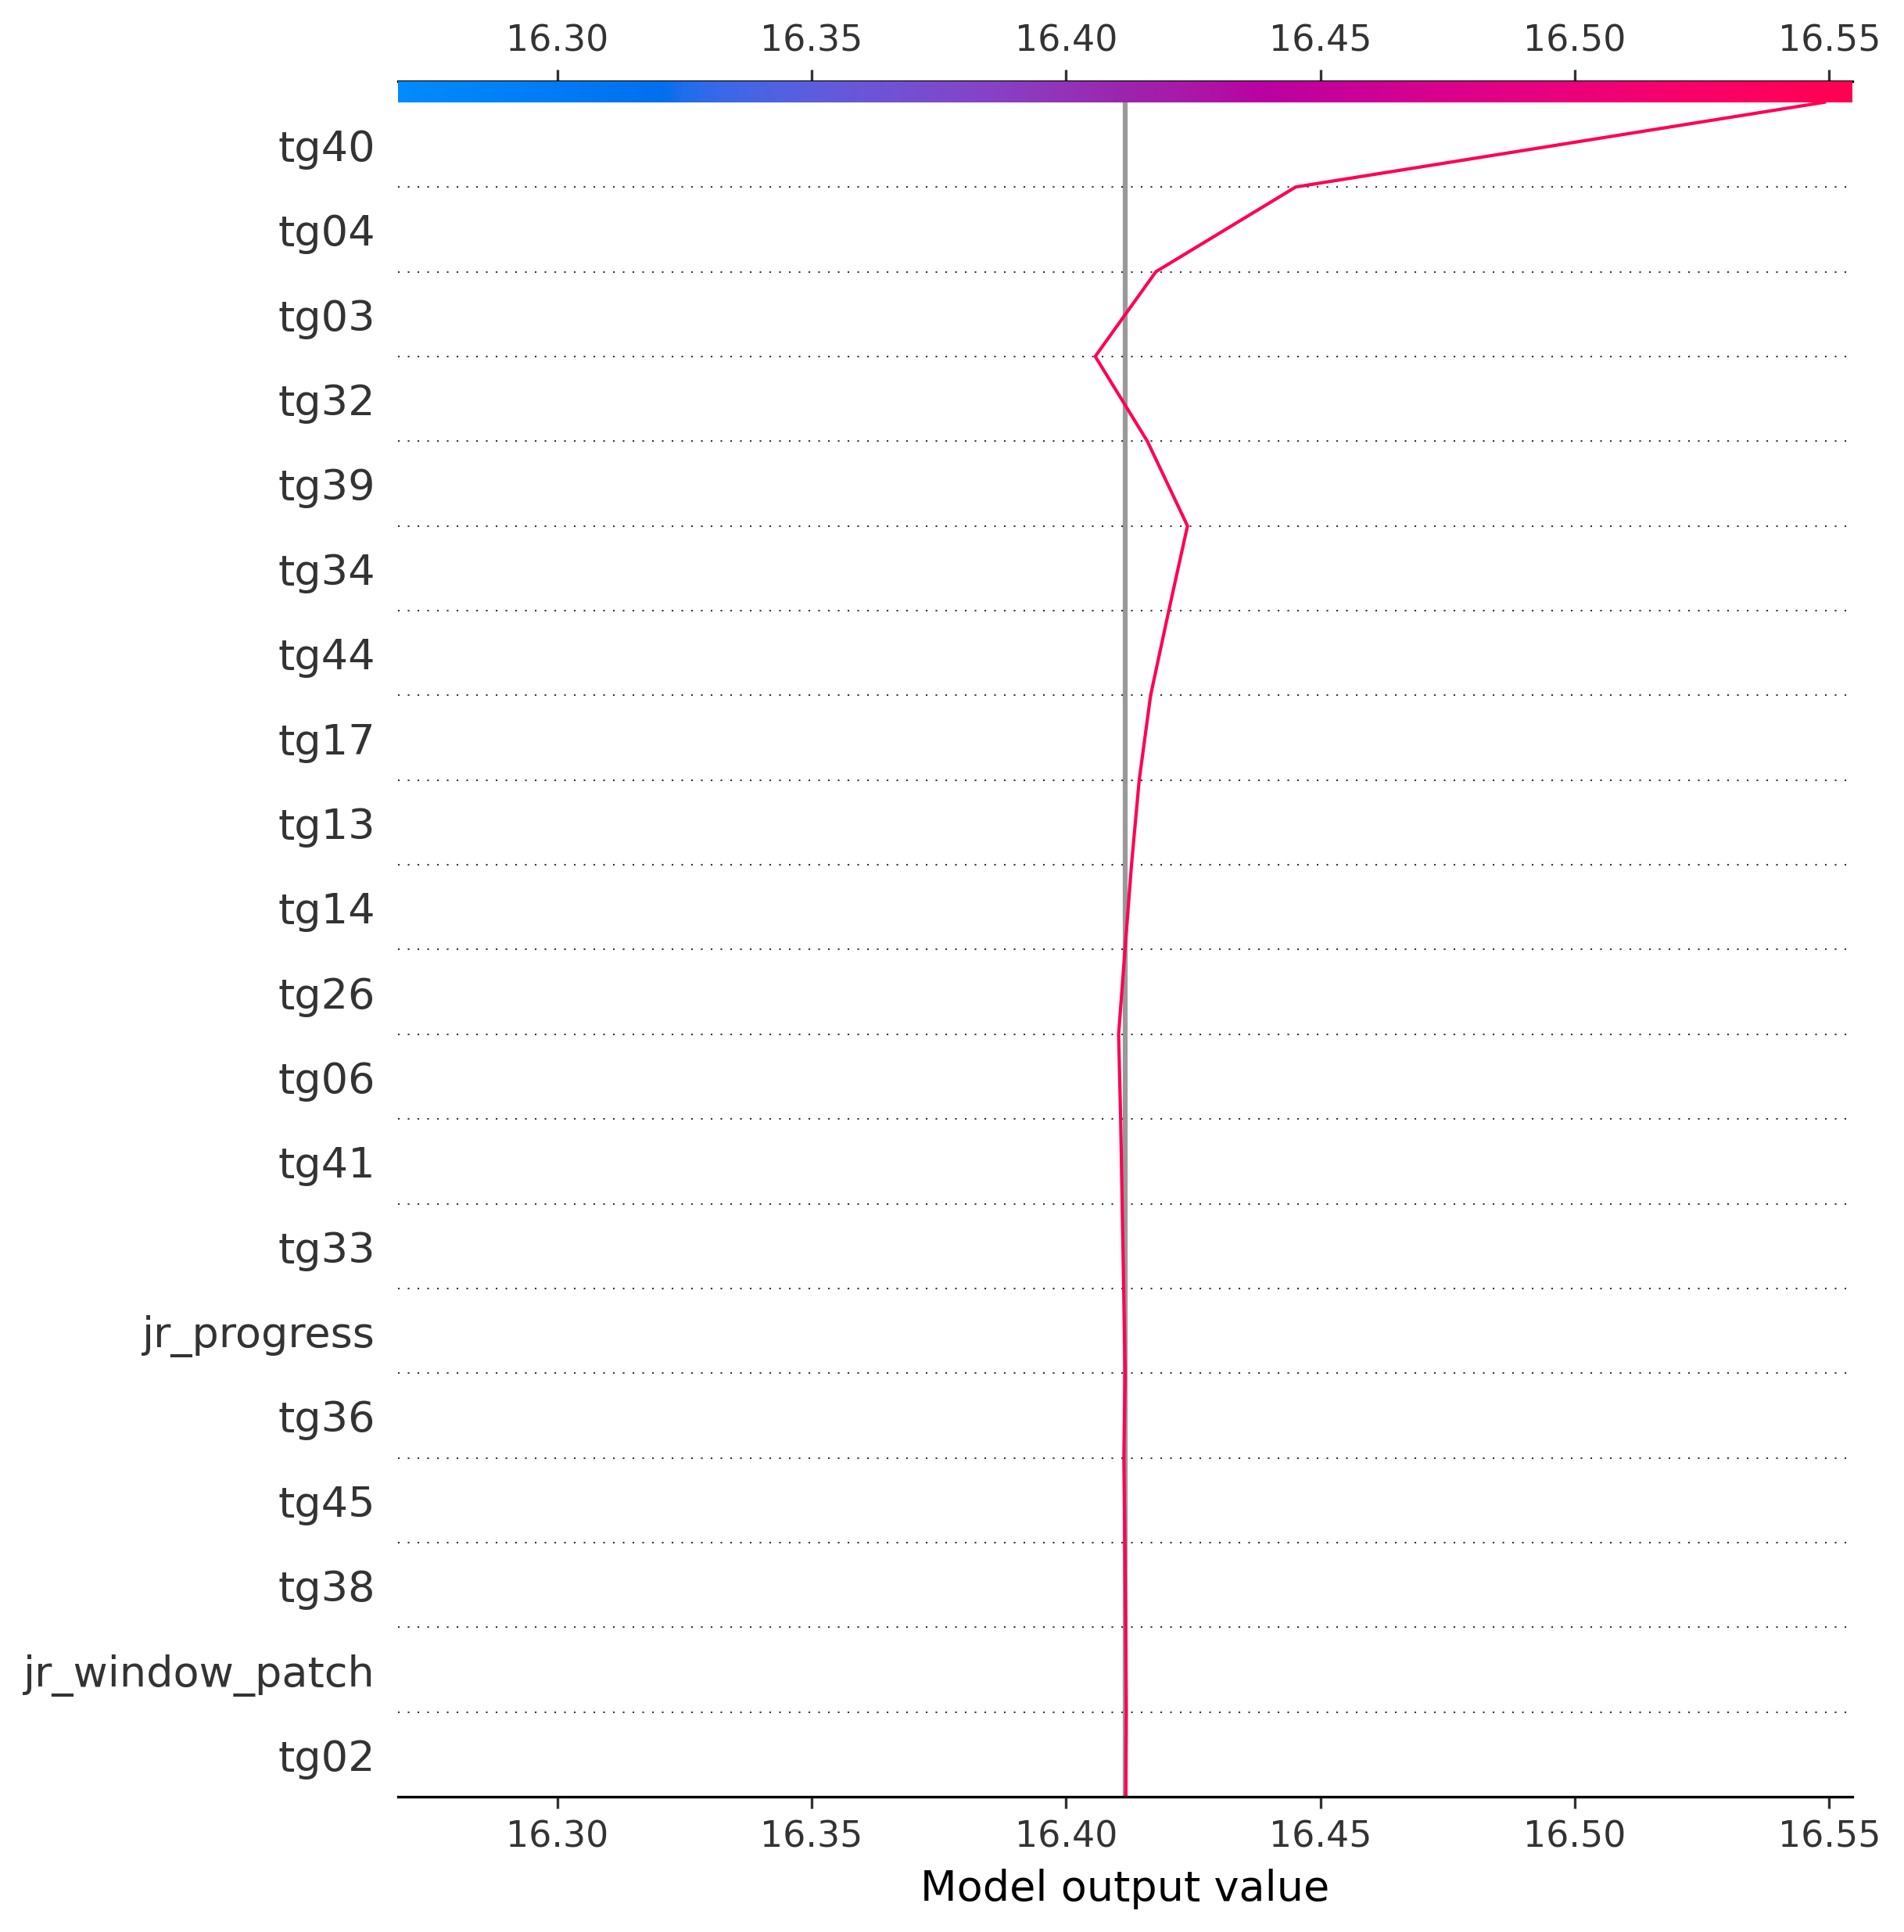 16.30 16.35 16.40 16.45 16.50 16.55
tg40
tg04
tg03
tg32
tg39
tg34
tg44
tg17
tg13
tg14
tg26
tg06
tg41
tg33
jr_progress
tg36
tg45
tg38
jr_window_patch
tg02
16.30 16.35 16.40 16.45 16.50 16.55
Model output value